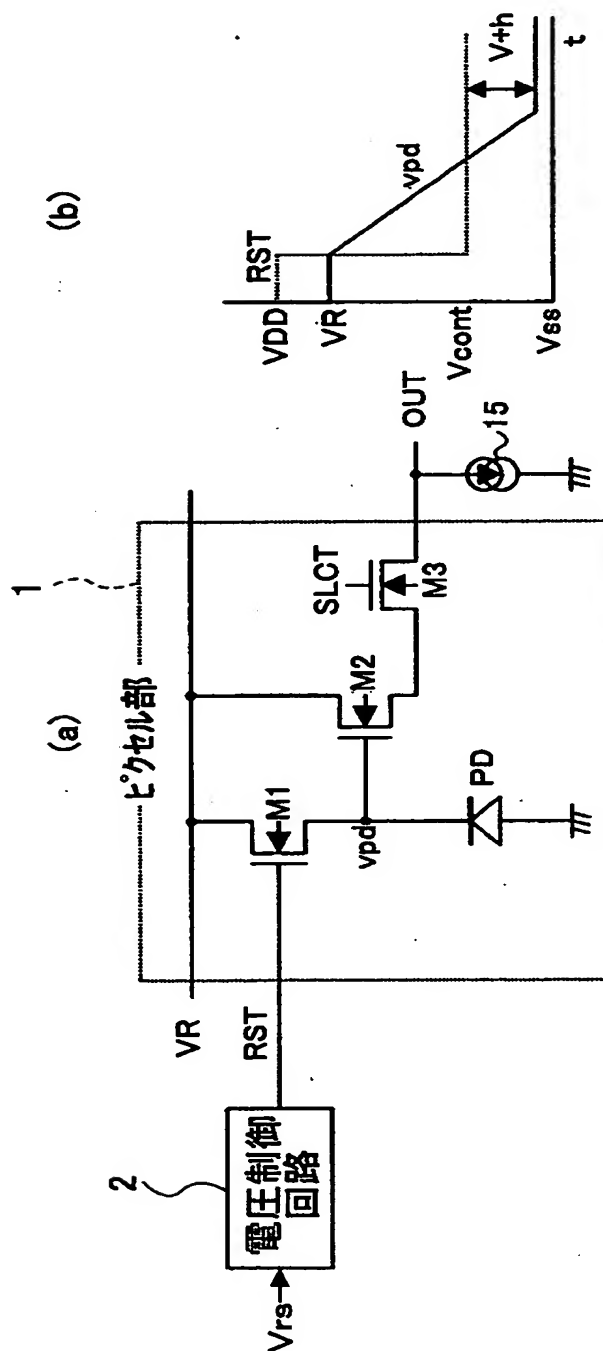 (a)
1
ピクセル部
VR
RST
2
電圧制御
回路
Vrs
M1
vpd
PD
M2
SLCT
M3
OUT
15
(b)
VDD
RST
VR
vpd
Vcont
V+h
Vss
t